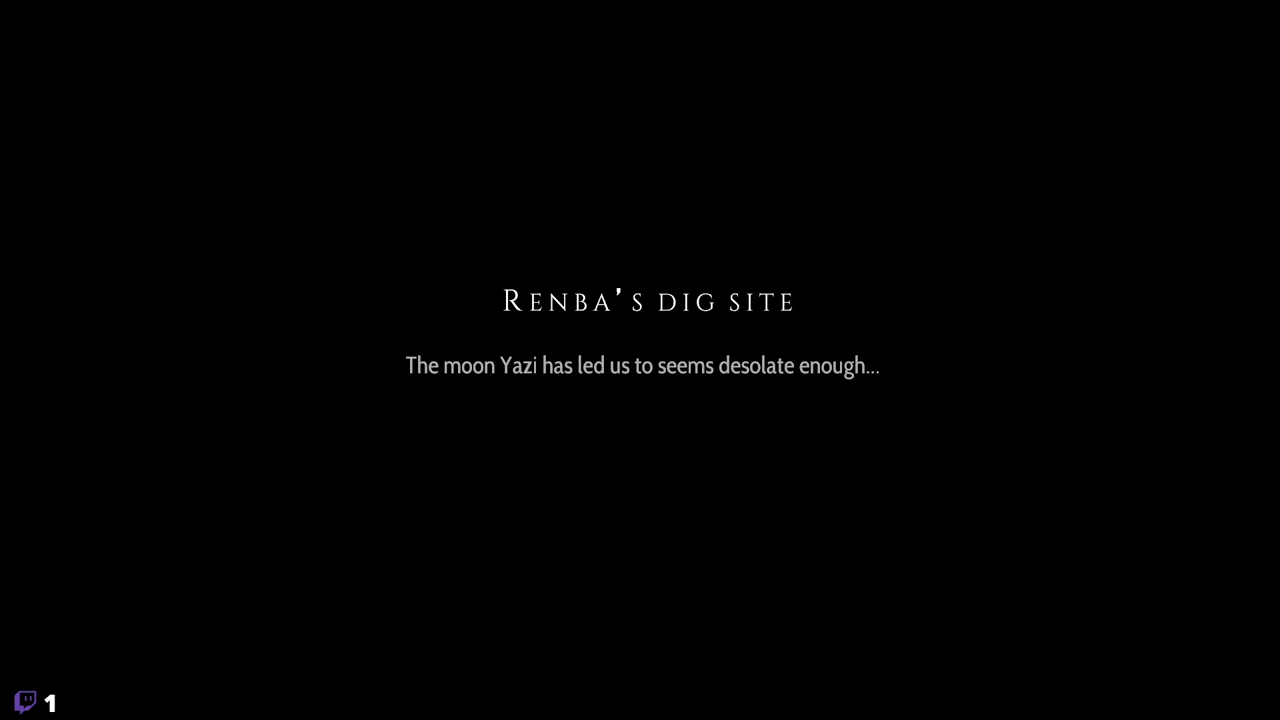 Renba's dig site
The moon Yazi has led us to seems desolate enough...
1